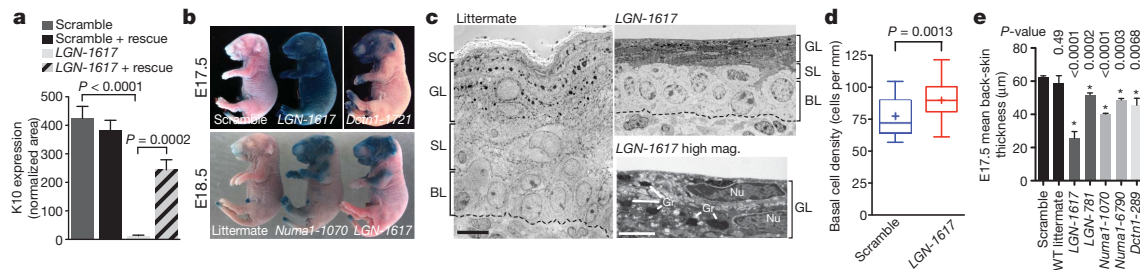 a
Scramble
Scramble + rescue
LGN-1617
LGN-1617 + rescue
P < 0.0001
P = 0.0002
K10 expression
(normalized area)
500
400
300
200
100
0
b
E17.5
Scramble
LGN-1617
Dctn1-1721
E18.5
Littermate
Numa1-1070
LGN-1617
c
Littermate
SC
GL
SL
BL
LGN-1617
GL
SL
BL
LGN-1617 high mag.
Nu
Gr
Gr
Nu
GL
d
P = 0.0013
Basal cell density (cells per mm)
150
125
100
75
50
25
0
Scramble
LGN-1617
e
P-value
0.49
<0.0001
0.0002
<0.0001
0.0003
0.0068
E17.5 mean back-skin
thickness (μm)
80
60
40
20
0
* * * * *
Scramble
WT littermate
LGN-1617
LGN-781
Numa1-1070
Numa1-6790
Dctn1-289